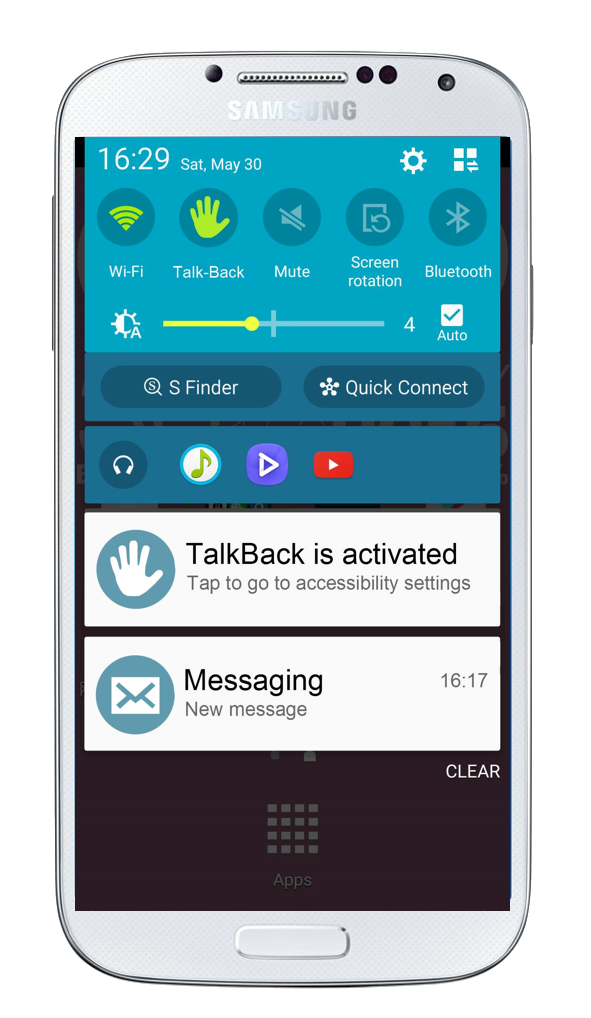 SAMSUNG
16:29 Sat, May 30
Wi-Fi
Talk-Back
Mute
Screen
rotation
Bluetooth
A
4
Auto
S Finder
Quick Connect
TalkBack is activated
Tap to go to accessibility settings
Messaging
16:17
New message
CLEAR
Apps